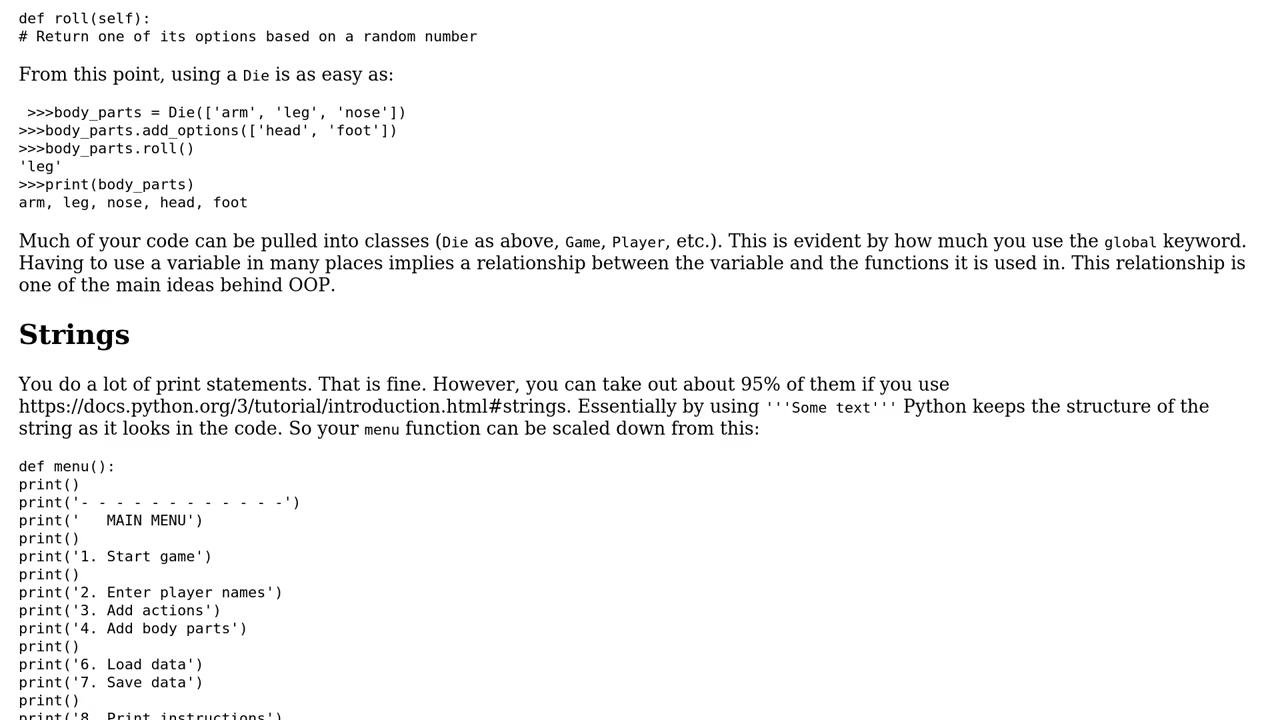 def roll(self):
# Return one of its options based on a random number
From this point, using a Die is as easy as:
>>>body_parts = Die(['arm', 'leg', 'nose'])
>>>body_parts.add_options(['head', 'foot'])
>>>body_parts.roll()
'leg'
>>>print(body_parts)
arm, leg, nose, head, foot
Much of your code can be pulled into classes (Die as above, Game, Player, etc.). This is evident by how much you use the global keyword.
Having to use a variable in many places implies a relationship between the variable and the functions it is used in. This relationship is
one of the main ideas behind OOP.
Strings
You do a lot of print statements. That is fine. However, you can take out about 95% of them if you use
https://docs.python.org/3/tutorial/introduction.html#strings. Essentially by using '''Some text''' Python keeps the structure of the
string as it looks in the code. So your menu function can be scaled down from this:
def menu():
print()
print('- - - - - - - - - - - -')
print('   MAIN MENU')
print()
print('1. Start game')
print()
print('2. Enter player names')
print('3. Add actions')
print('4. Add body parts')
print()
print('6. Load data')
print('7. Save data')
print()
print('8. Print instructions')